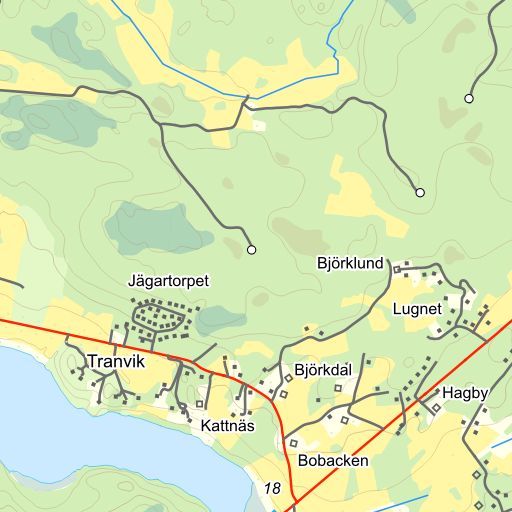 Björklund
Jägartorpet
Lugnet
Tranvik
Björkdal
Hagby
Kattnäs
Bobacken
18